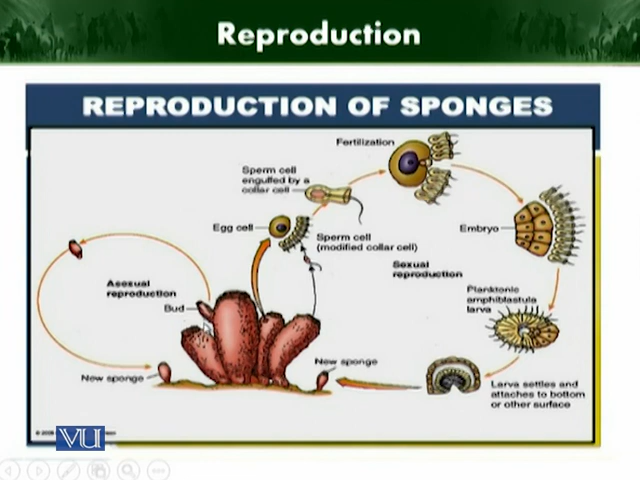 Reproduction
REPRODUCTION OF SPONGES
Fertilization
Sperm cell
engulfed by a
collar cell
Egg cell
Sperm cell
(modified collar cell)
Embryo
Sexual
reproduction
Asexual
reproduction
Bud
Planktonic
amphiblastula
larva
New sponge
New sponge
Larva settles and
attaches to bottom
or other surface
VU